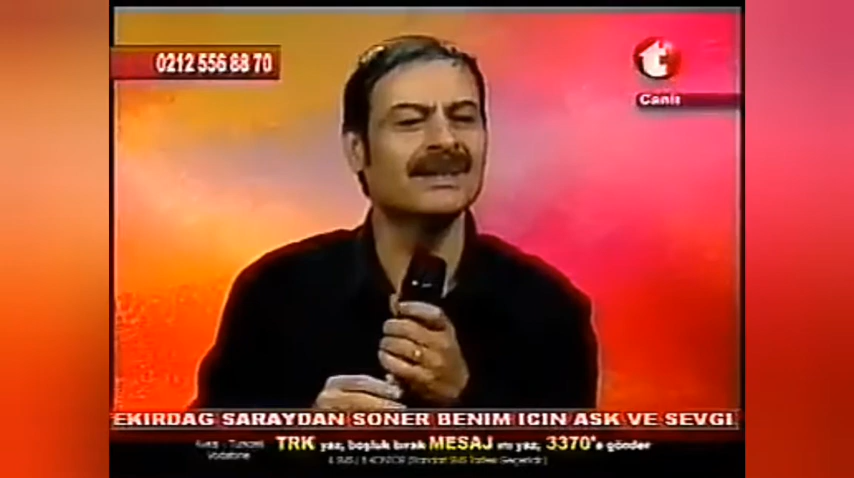 0212 556 88 70
t
Canlı
EKIRDAG SARAYDAN SONER BENIM ICIN ASK VE SEVGI
TRK yaz, boşluk bırak MESAJ ını yaz, 3370'e gönder
Vodafone